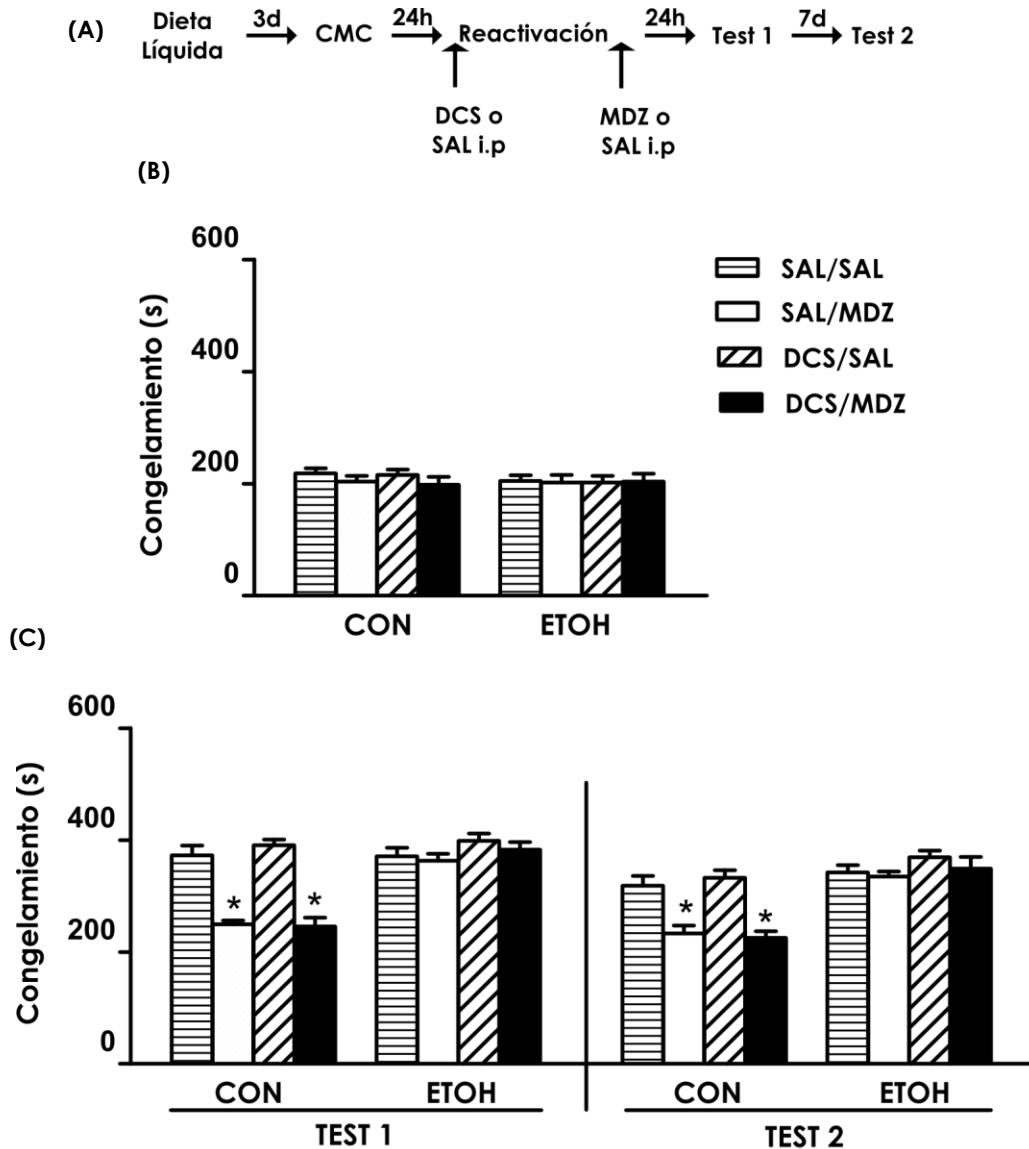 (A)
Dieta
Líquida
3d
CMC
24h
Reactivación
24h
Test 1
7d
Test 2
DCS o
SAL i.p
MDZ o
SAL i.p
(B)
Congelamiento (s)
600
400
200
0
CON
ETOH
SAL/SAL
SAL/MDZ
DCS/SAL
DCS/MDZ
(C)
Congelamiento (s)
600
400
200
0
*
*
*
*
CON
ETOH
CON
ETOH
TEST 1
TEST 2